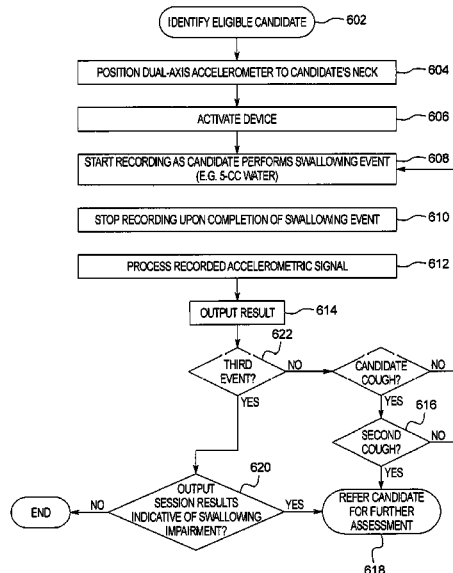 IDENTIFY ELIGIBLE CANDIDATE
602
POSITION DUAL-AXIS ACCELEROMETER TO CANDIDATE'S NECK
604
ACTIVATE DEVICE
606
START RECORDING AS CANDIDATE PERFORMS SWALLOWING EVENT
(E.G. 5-CC WATER)
608
STOP RECORDING UPON COMPLETION OF SWALLOWING EVENT
610
PROCESS RECORDED ACCELEROMETRIC SIGNAL
612
OUTPUT RESULT
614
622
THIRD
EVENT?
NO
CANDIDATE
COUGH?
NO
YES
YES
616
SECOND
COUGH?
NO
YES
620
OUTPUT
SESSION RESULTS
INDICATIVE OF SWALLOWING
IMPAIRMENT?
NO
END
YES
REFER CANDIDATE
FOR FURTHER
ASSESSMENT
618